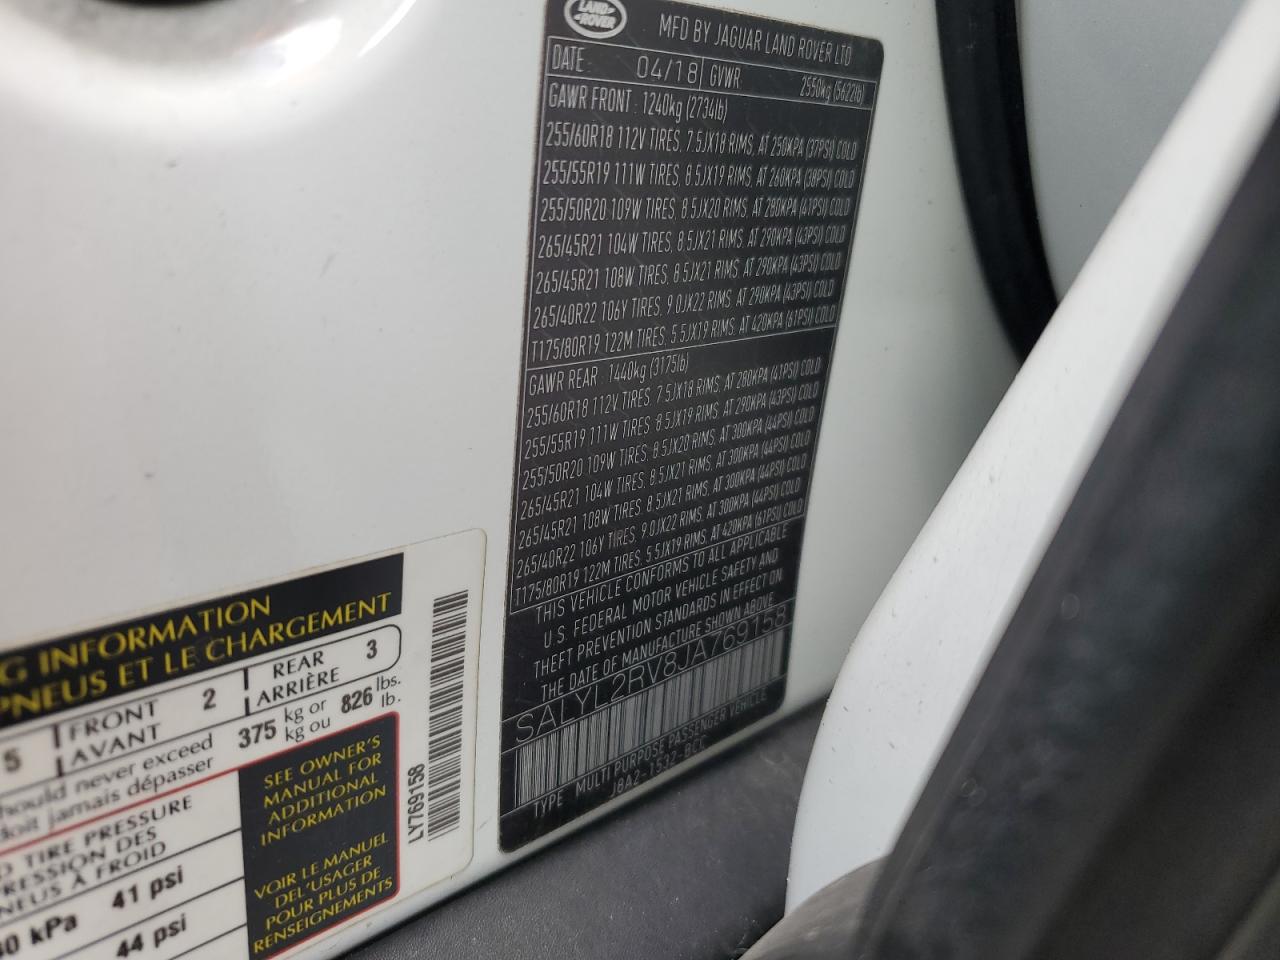 LAND ROVER
MFD BY JAGUAR LAND ROVER LTD
DATE: 04/18 GVWR: 2550kg (5622lb)
GAWR FRONT : 1240kg (2734lb)
255/60R18 112V TIRES, 7.5JX18 RIMS, AT 250KPA (37PSI) COLD
255/55R19 111W TIRES, 8.5JX19 RIMS, AT 260KPA (38PSI) COLD
255/50R20 109W TIRES, 8.5JX20 RIMS, AT 280KPA (41PSI) COLD
265/45R21 104W TIRES, 8.5JX21 RIMS, AT 290KPA (43PSI) COLD
265/45R21 108W TIRES, 8.5JX21 RIMS, AT 290KPA (43PSI) COLD
265/40R22 106Y TIRES, 9.0JX22 RIMS, AT 290KPA (43PSI) COLD
T175/80R19 122M TIRES, 5.5JX19 RIMS, AT 420KPA (61PSI) COLD
GAWR REAR : 1440kg (3175lb)
255/60R18 112V TIRES, 7.5JX18 RIMS, AT 280KPA (41PSI) COLD
255/55R19 111W TIRES, 8.5JX19 RIMS, AT 290KPA (43PSI) COLD
255/50R20 109W TIRES, 8.5JX20 RIMS, AT 300KPA (44PSI) COLD
265/45R21 104W TIRES, 8.5JX21 RIMS, AT 300KPA (44PSI) COLD
265/45R21 108W TIRES, 8.5JX21 RIMS, AT 300KPA (44PSI) COLD
265/40R22 106Y TIRES, 9.0JX22 RIMS, AT 300KPA (44PSI) COLD
T175/80R19 122M TIRES, 5.5JX19 RIMS, AT 420KPA (61PSI) COLD
THIS VEHICLE CONFORMS TO ALL APPLICABLE
U.S. FEDERAL MOTOR VEHICLE SAFETY AND
THEFT PREVENTION STANDARDS IN EFFECT ON
THE DATE OF MANUFACTURE SHOWN ABOVE.
SALYL2RV8JA769158
TYPE: MULTI PURPOSE PASSENGER VEHICLE
J8A2-1532-BCC
G INFORMATION
PNEUS ET LE CHARGEMENT
5 FRONT 2 REAR 3
AVANT ARRIÈRE
should never exceed 375 kg or 826 lbs.
doit jamais dépasser kg ou lb.
TIRE PRESSURE
PRESSION DES
PNEUS À FROID
kPa 41 psi
44 psi
SEE OWNER'S
MANUAL FOR
ADDITIONAL
INFORMATION
VOIR LE MANUEL
DEL'USAGER
POUR PLUS DE
RENSEIGNEMENTS
LY769158